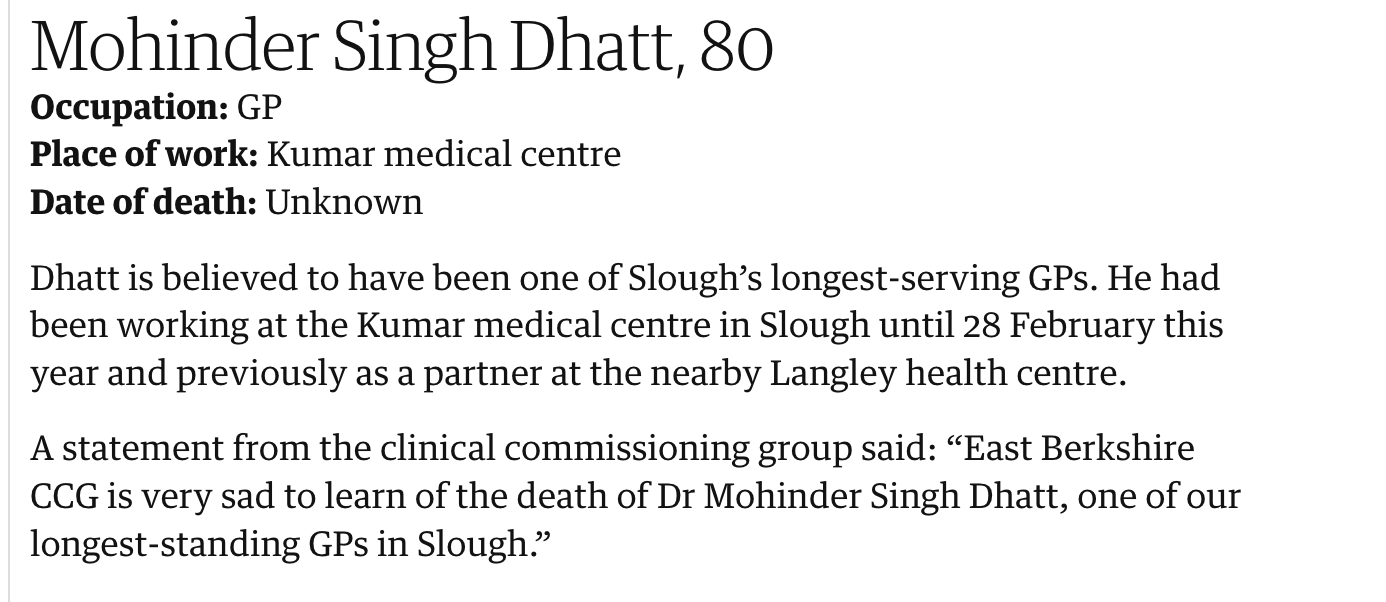 Mohinder Singh Dhatt, 80
Occupation: GP
Place of work: Kumar medical centre
Date of death: Unknown
Dhatt is believed to have been one of Slough’s longest-serving GPs. He had
been working at the Kumar medical centre in Slough until 28 February this
year and previously as a partner at the nearby Langley health centre.
A statement from the clinical commissioning group said: “East Berkshire
CCG is very sad to learn of the death of Dr Mohinder Singh Dhatt, one of our
longest-standing GPs in Slough.”